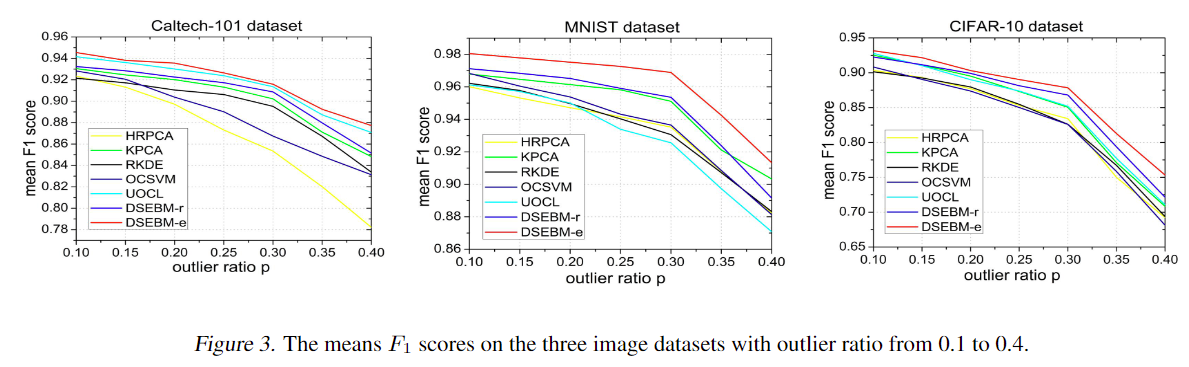 Caltech-101 dataset
0.96
0.94
0.92
0.90
0.88
0.86
0.84
0.82
0.80
0.78
mean F1 score
HRPCA
KPCA
RKDE
OCSVM
UOCL
DSEBM-r
DSEBM-e
0.10 0.15 0.20 0.25 0.30 0.35 0.40
outlier ratio p
MNIST dataset
0.98
0.96
0.94
0.92
0.90
0.88
0.86
mean F1 score
HRPCA
KPCA
RKDE
OCSVM
UOCL
DSEBM-r
DSEBM-e
0.10 0.15 0.20 0.25 0.30 0.35 0.40
outlier ratio p
CIFAR-10 dataset
0.95
0.90
0.85
0.80
0.75
0.70
0.65
mean F1 score
HRPCA
KPCA
RKDE
OCSVM
UOCL
DSEBM-r
DSEBM-e
0.10 0.15 0.20 0.25 0.30 0.35 0.40
outlier ratio p
Figure 3. The means F₁ scores on the three image datasets with outlier ratio from 0.1 to 0.4.